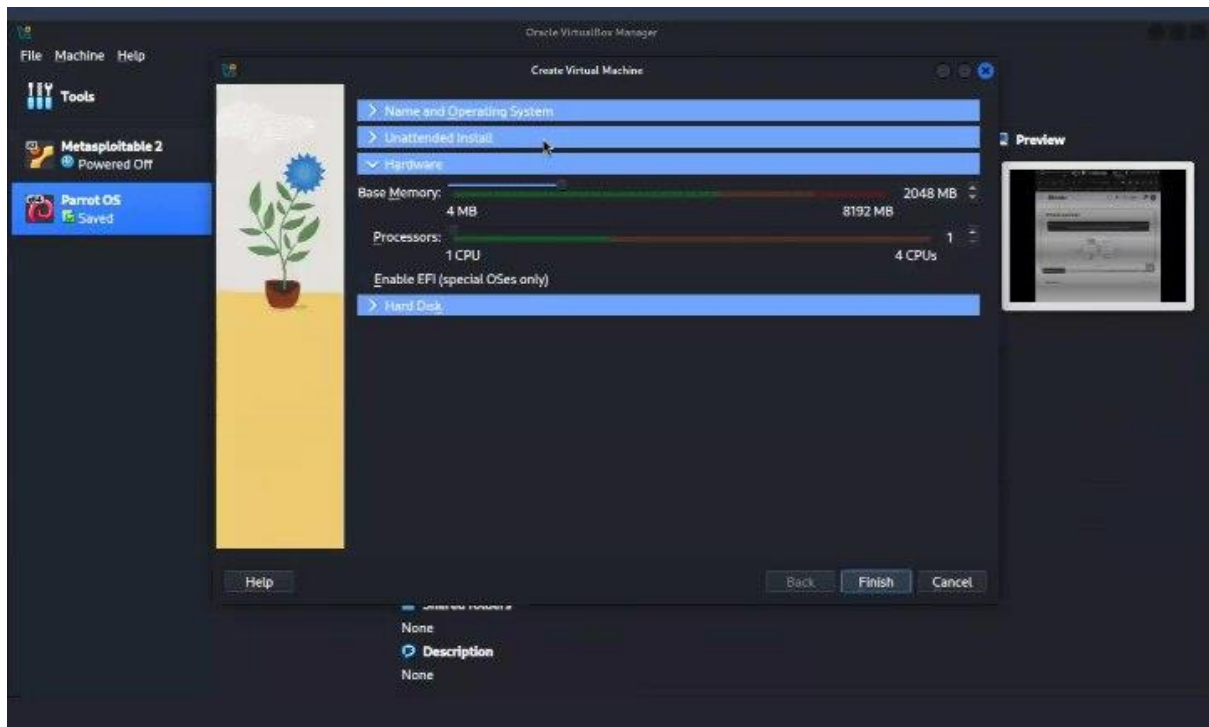 Oracle VirtualBox Manager
File Machine Help
Tools
Metasploitable 2
Powered Off
Parrot OS
Saved
Create Virtual Machine
Name and Operating System
Unattended Install
Hardware
Base Memory: 2048 MB
4 MB 8192 MB
Processors: 1
1 CPU 4 CPUs
Enable EFI (special OSes only)
Hard Disk
Preview
Help Back Finish Cancel
Shared folders
None
Description
None